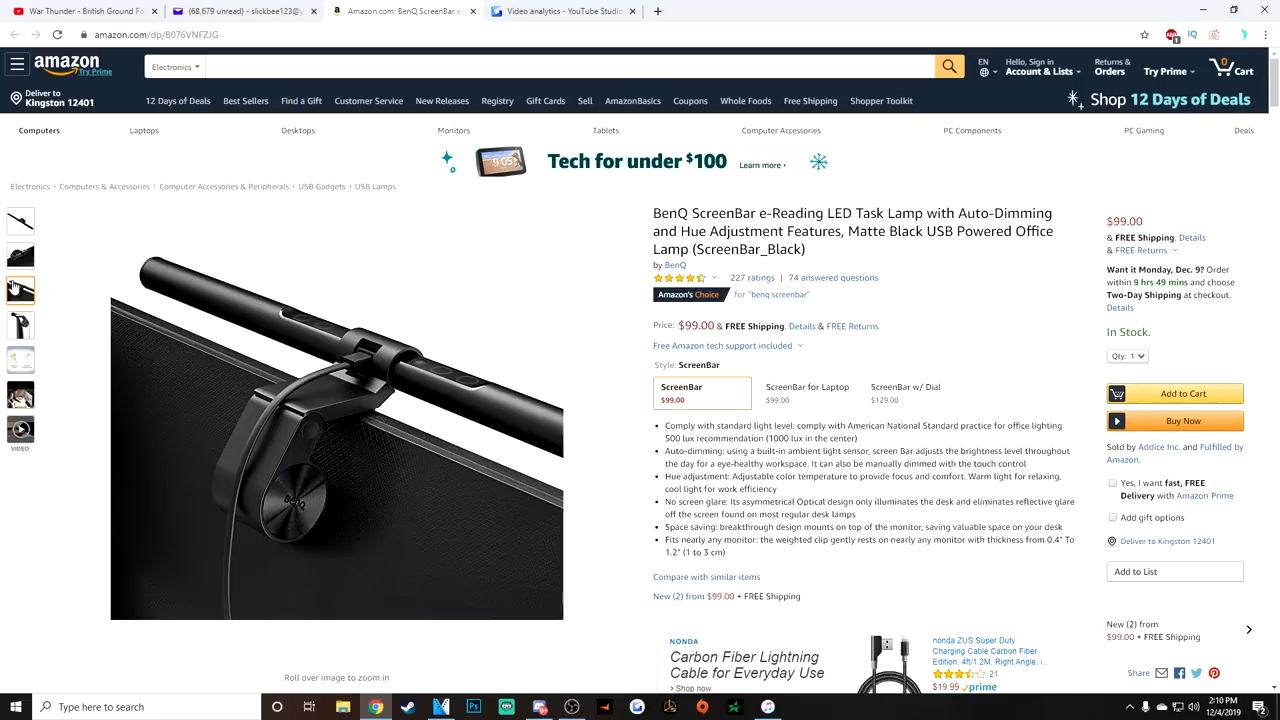 War Thunder - British Ground Fo
(68,679 unread) - slickbee123@y
Amazon.com: BenQ ScreenBar e
Video analytics - YouTube Studio
amazon.com/dp/B076VNFZJG
amazon
Try Prime
Electronics
EN
Hello, Sign in
Account & Lists
Returns &
Orders
Try Prime
0
Cart
Deliver to
Kingston 12401
12 Days of Deals Best Sellers Find a Gift Customer Service New Releases Registry Gift Cards Sell AmazonBasics Coupons Whole Foods Free Shipping Shopper Toolkit
Shop 12 Days of Deals
Computers Laptops Desktops Monitors Tablets Computer Accessories PC Components PC Gaming Deals
9:05
Tech for under $100 Learn more ›
Electronics › Computers & Accessories › Computer Accessories & Peripherals › USB Gadgets › USB Lamps
VIDEO
BenQ
Roll over image to zoom in
BenQ ScreenBar e-Reading LED Task Lamp with Auto-Dimming
and Hue Adjustment Features, Matte Black USB Powered Office
Lamp (ScreenBar_Black)
by BenQ
227 ratings | 74 answered questions
Amazon's Choice for "benq screenbar"
Price: $99.00 & FREE Shipping. Details & FREE Returns
Free Amazon tech support included
Style: ScreenBar
ScreenBar
$99.00
ScreenBar for Laptop
$99.00
ScreenBar w/ Dial
$129.00
• Comply with standard light level: comply with American National Standard practice for office lighting
500 lux recommendation (1000 lux in the center)
• Auto-dimming: using a built-in ambient light sensor, screen Bar adjusts the brightness level throughout
the day for a eye-healthy workspace. It can also be manually dimmed with the touch control
• Hue adjustment: Adjustable color temperature to provide focus and comfort. Warm light for relaxing,
cool light for work efficiency
• No screen glare: Its asymmetrical Optical design only illuminates the desk and eliminates reflective glare
off the screen found on most regular desk lamps
• Space saving: breakthrough design mounts on top of the monitor, saving valuable space on your desk
• Fits nearly any monitor: the weighted clip gently rests on nearly any monitor with thickness from 0.4" To
1.2" (1 to 3 cm)
Compare with similar items
New (2) from $99.00 + FREE Shipping
NONDA
Carbon Fiber Lightning
Cable for Everyday Use
› Shop now
nonda ZUS Super Duty
Charging Cable Carbon Fiber
Edition, 4ft/1.2M, Right Angle, i...
21
$19.99 prime
$99.00
& FREE Shipping. Details
& FREE Returns
Want it Monday, Dec. 9? Order
within 9 hrs 49 mins and choose
Two-Day Shipping at checkout.
Details
In Stock.
Qty: 1
Add to Cart
Buy Now
Sold by Addice Inc. and Fulfilled by
Amazon.
Yes, I want fast, FREE
Delivery with Amazon Prime
Add gift options
Deliver to Kingston 12401
Add to List
New (2) from
$99.00 + FREE Shipping
Share
Type here to search
2:10 PM
12/4/2019